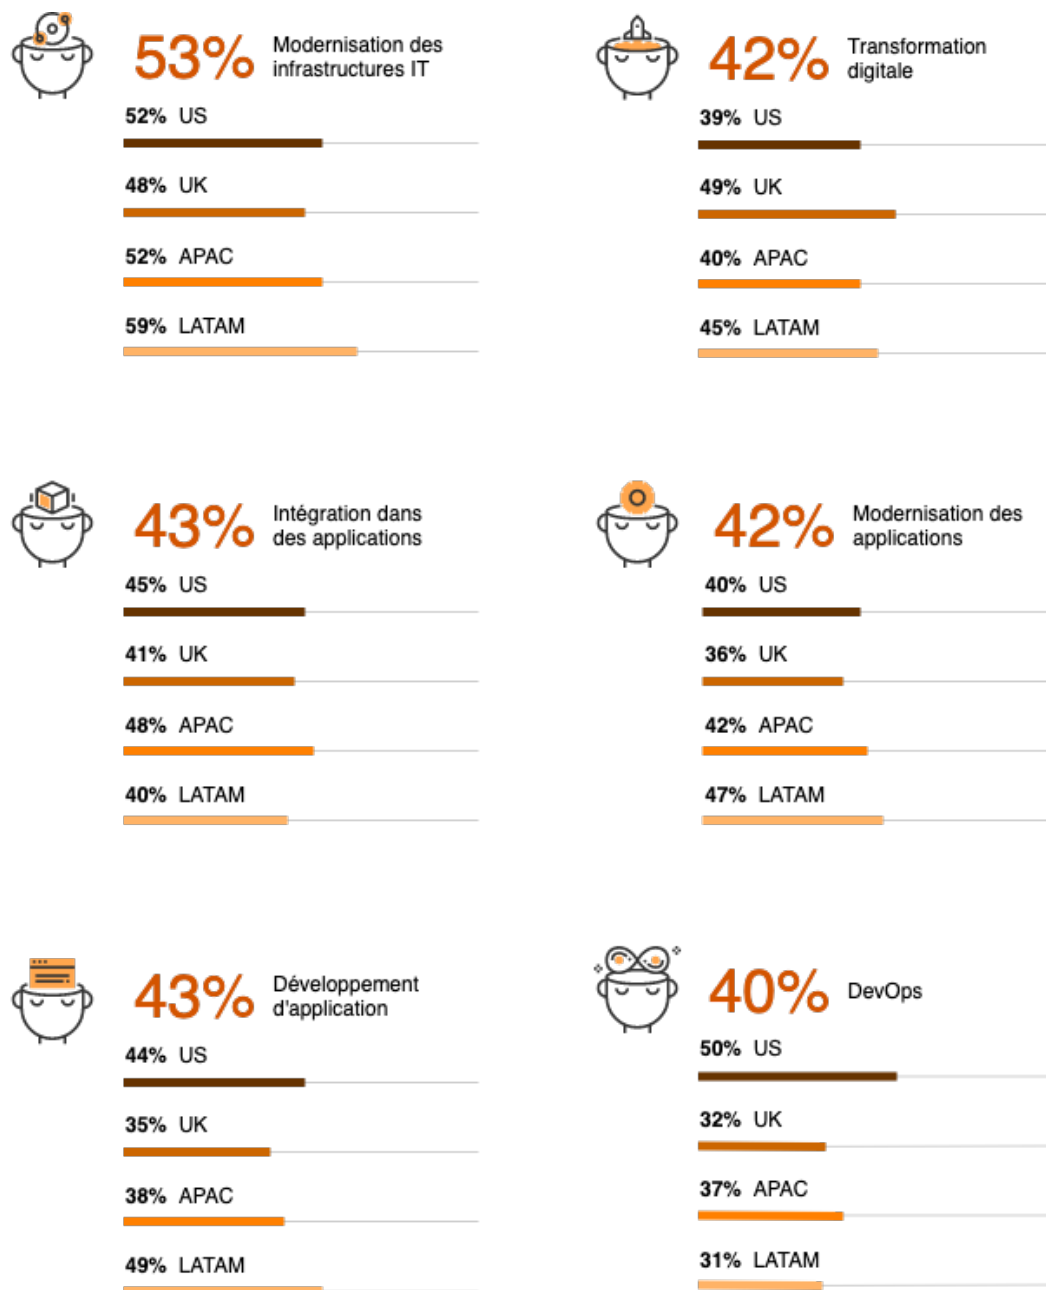 53%
Modernisation des
infrastructures IT
52% US
48% UK
52% APAC
59% LATAM
42%
Transformation
digitale
39% US
49% UK
40% APAC
45% LATAM
43%
Intégration dans
des applications
45% US
41% UK
48% APAC
40% LATAM
42%
Modernisation des
applications
40% US
36% UK
42% APAC
47% LATAM
43%
Développement
d'application
44% US
35% UK
38% APAC
49% LATAM
40%
DevOps
50% US
32% UK
37% APAC
31% LATAM